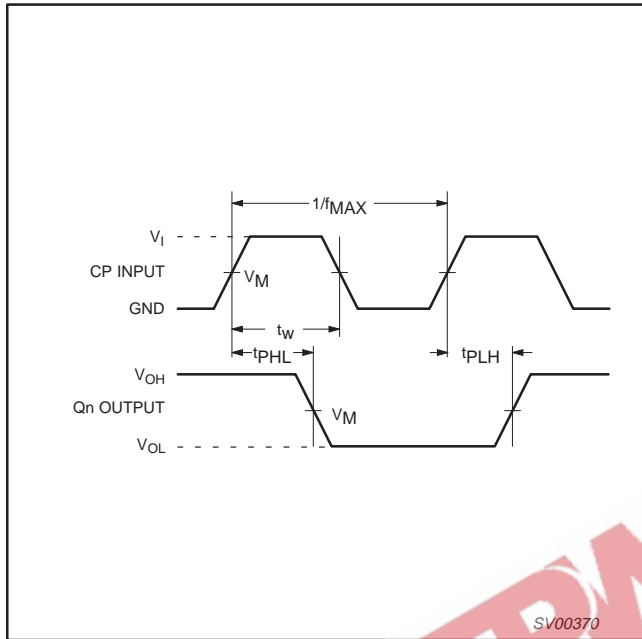 1/fMAX
VI
CP INPUT
VM
GND
tW
tPHL
tPLH
VOH
Qn OUTPUT
VM
VOL
SV00370